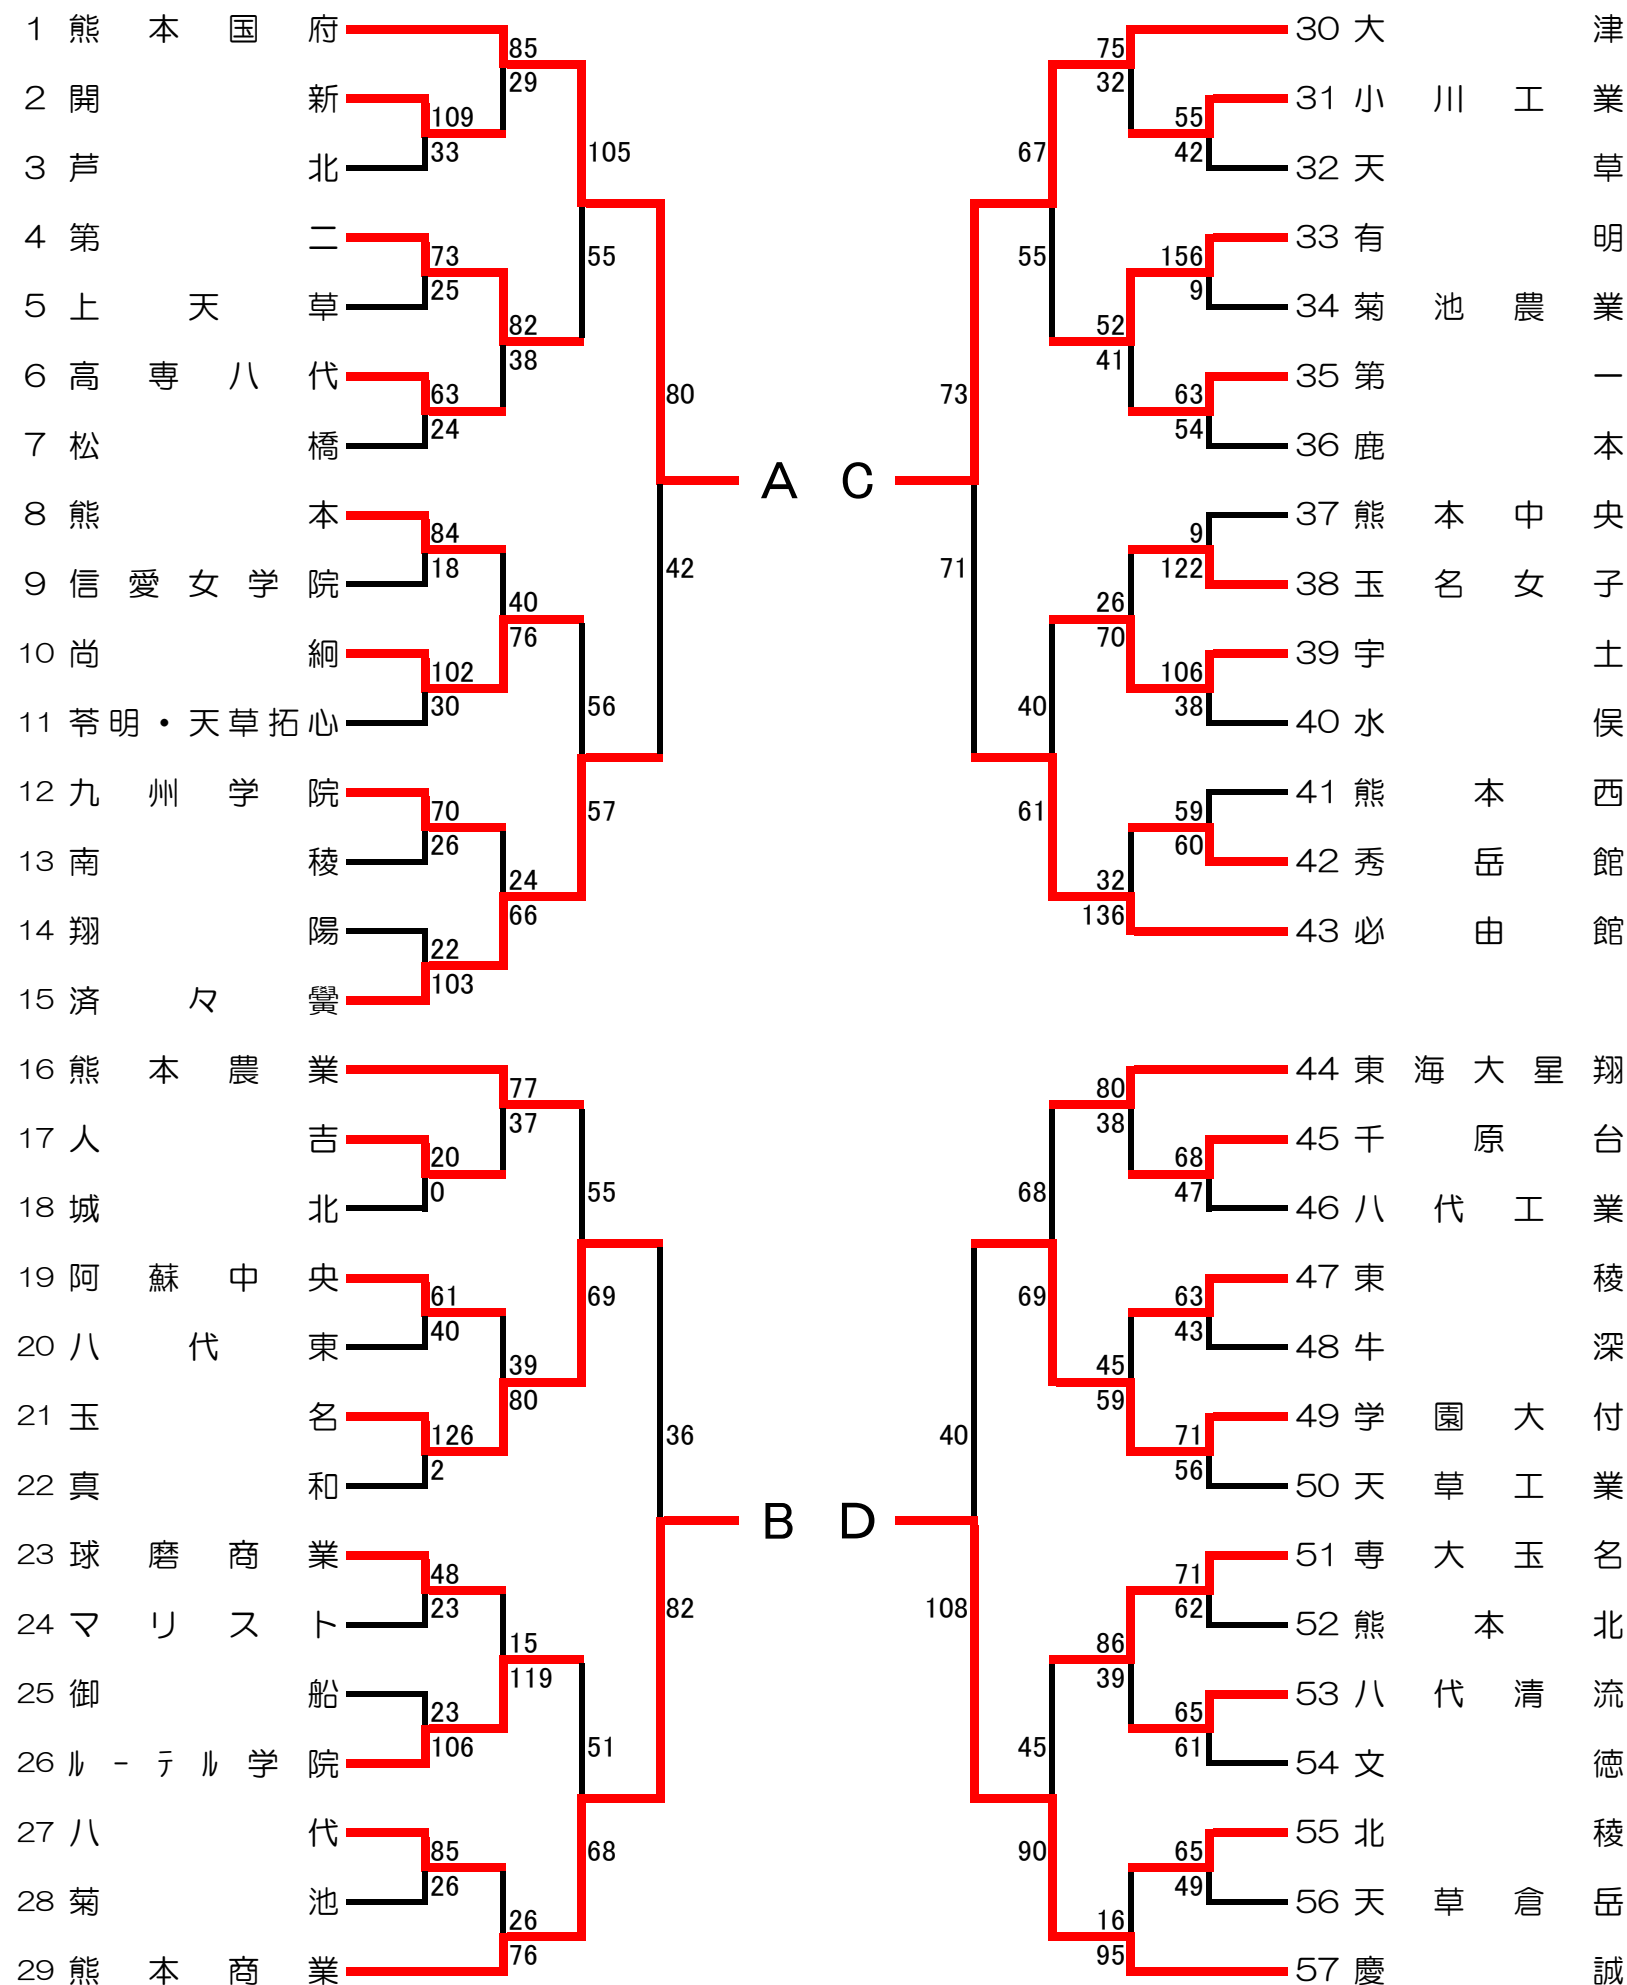 1 熊本国府
85
29
2 開新
109
33
3 芦北
105
55
4 第二
73
25
5 上天草
82
38
6 高専八代
63
24
7 松橋
80
42
A
8 熊本
84
18
9 信愛女学院
40
76
10 尚絅
102
30
11 苓明・天草拓心
56
57
12 九州学院
70
26
13 南稜
24
66
14 翔陽
22
103
15 済々黌
16 熊本農業
77
37
17 人吉
20
0
18 城北
55
69
19 阿蘇中央
61
40
20 八代東
39
80
21 玉名
126
2
22 真和
36
82
B
23 球磨商業
48
23
24 マリスト
15
119
25 御船
23
106
26 ルーテル学院
51
68
27 八代
85
26
28 菊池
26
76
29 熊本商業
30 大津
75
32
31 小川工業
55
42
32 天草
67
55
33 有明
156
9
34 菊池農業
52
41
35 第一
63
54
36 鹿本
73
71
C
37 熊本中央
9
122
38 玉名女子
26
70
39 宇土
106
38
40 水俣
40
61
41 熊本西
59
60
42 秀岳館
32
136
43 必由館
44 東海大星翔
80
38
45 千原台
68
47
46 八代工業
68
69
47 東稜
63
43
48 牛深
45
59
49 学園大付
71
56
50 天草工業
40
108
D
51 専大玉名
71
62
52 熊本北
86
39
53 八代清流
65
61
54 文徳
45
90
55 北稜
65
49
56 天草倉岳
16
95
57 慶誠